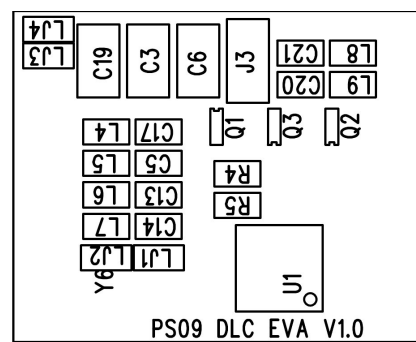 LJ4
LJ3
C19
C3
C6
J3
C21
L8
C20
L9
Q1
Q3
Q2
L4
C17
L5
C5
L6
C13
L7
C14
LJ2
LJ1
Y6
R4
R5
U1
PS09 DLC EVA V1.0